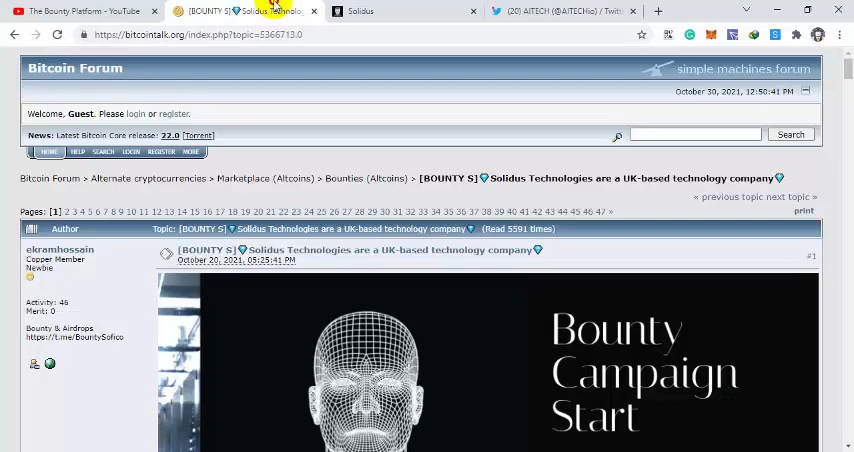 The Bounty Platform - YouTube
[BOUNTY S]💎Solidus Technolog
Solidus
(20) AITECH (@AITECHio) / Twitt
https://bitcointalk.org/index.php?topic=5366713.0
Bitcoin Forum
simple machines forum
October 30, 2021, 12:50:41 PM
Welcome, Guest. Please login or register.
News: Latest Bitcoin Core release: 22.0 [Torrent]
Search
HOME HELP SEARCH LOGIN REGISTER MORE
Bitcoin Forum > Alternate cryptocurrencies > Marketplace (Altcoins) > Bounties (Altcoins) > [BOUNTY S]💎Solidus Technologies are a UK-based technology company💎
« previous topic next topic »
Pages: [1] 2 3 4 5 6 7 8 9 10 11 12 13 14 15 16 17 18 19 20 21 22 23 24 25 26 27 28 29 30 31 32 33 34 35 36 37 38 39 40 41 42 43 44 45 46 47 »
print
Author
Topic: [BOUNTY S]💎Solidus Technologies are a UK-based technology company💎 (Read 5591 times)
ekramhossain
Copper Member
Newbie
Activity: 46
Merit: 0
Bounty & Airdrops
https://t.me/BountySofico
[BOUNTY S]💎Solidus Technologies are a UK-based technology company💎
October 20, 2021, 05:25:41 PM
#1
Bounty
Campaign
Start